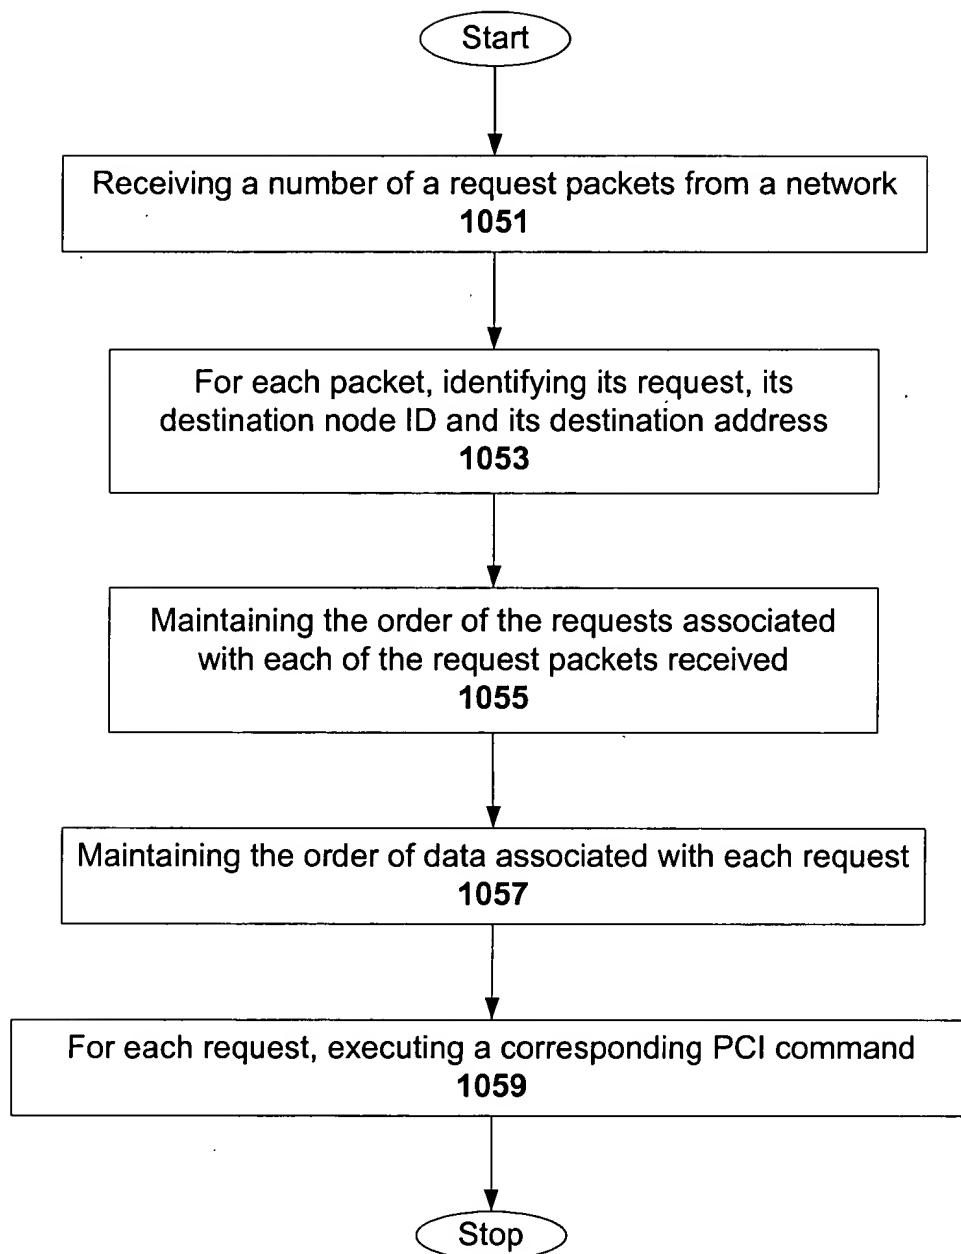 Start
Receiving a number of a request packets from a network
1051
For each packet, identifying its request, its
destination node ID and its destination address
1053
Maintaining the order of the requests associated
with each of the request packets received
1055
Maintaining the order of data associated with each request
1057
For each request, executing a corresponding PCI command
1059
Stop